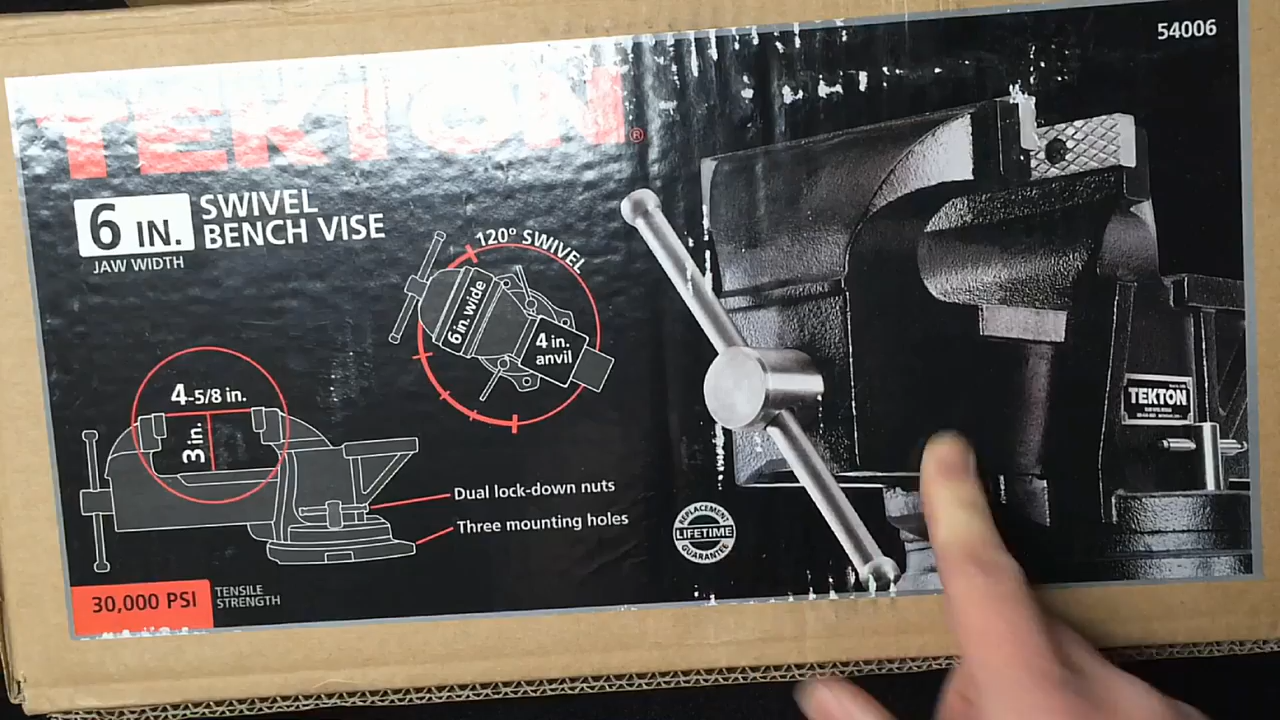 54006
TEKTON®
6 IN.
JAW WIDTH
SWIVEL
BENCH VISE
120° SWIVEL
6 in. wide
4 in.
anvil
4-5/8 in.
3 in.
Dual lock-down nuts
Three mounting holes
REPLACEMENT
LIFETIME
GUARANTEE
TEKTON
30,000 PSI
TENSILE
STRENGTH